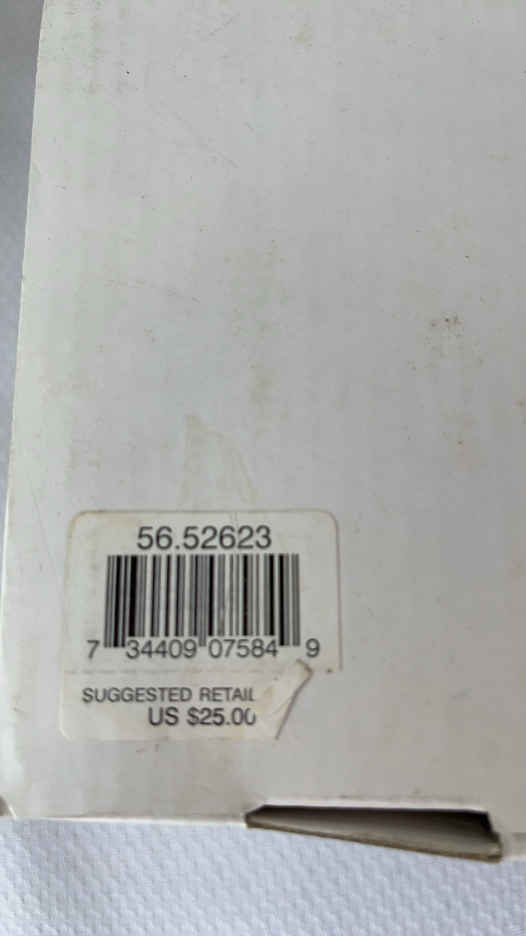 56.52623
7 34409 07584 9
SUGGESTED RETAIL
US $25.00